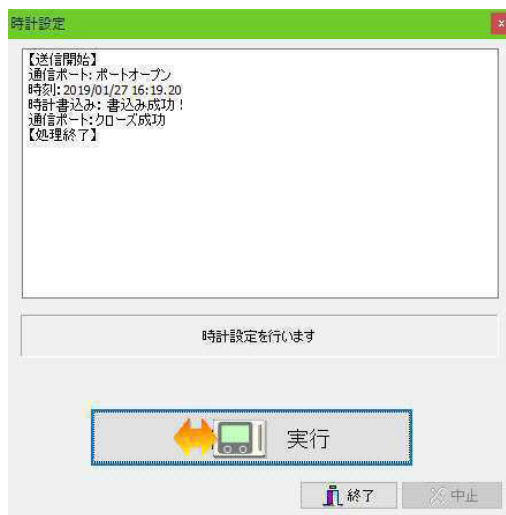 時計設定
【送信開始】
通信ポート: ポートオープン
時刻: 2019/01/27 16:19.20
時計書込み: 書込み成功!
通信ポート:クローズ成功
【処理終了】
時計設定を行います
実行
終了
中止